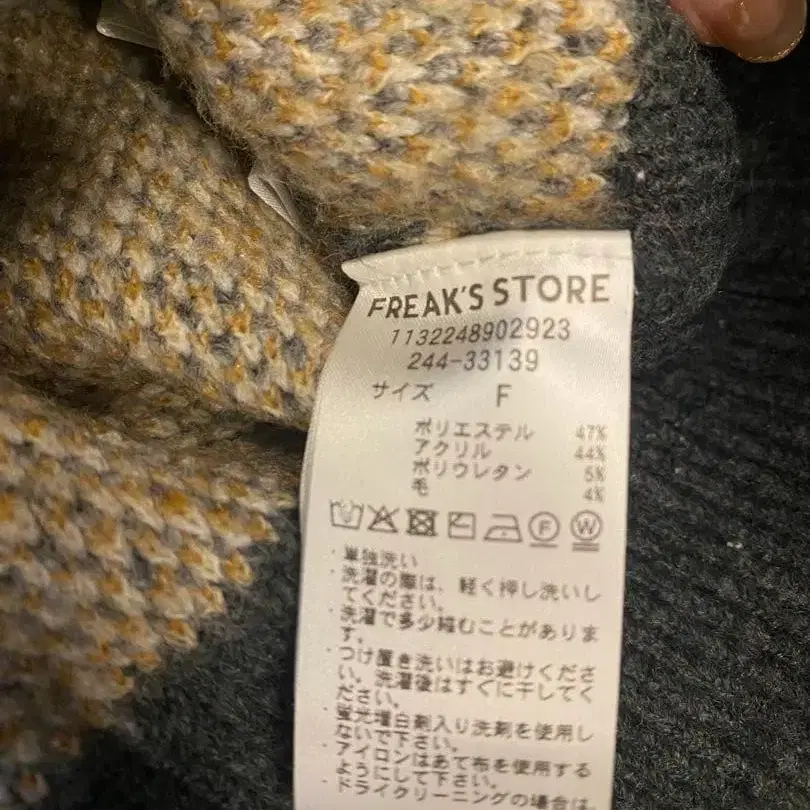 FREAK'S STORE
1132248902923
244-33139
サイズ F
ポリエステル 47%
アクリル 44%
ポリウレタン 5%
毛 4%
F W
・単独洗い
・洗濯の際は、軽く押し洗いし
てください。
・洗濯で多少縮むことがありま
す。
・つけ置き洗いはお避けくださ
い。洗濯後はすぐに干してく
ださい。
・蛍光増白剤入り洗剤を使用し
ないで下さい。
・アイロンはあて布を使用する
ようにして下さい。
・ドライクリーニングの場合は